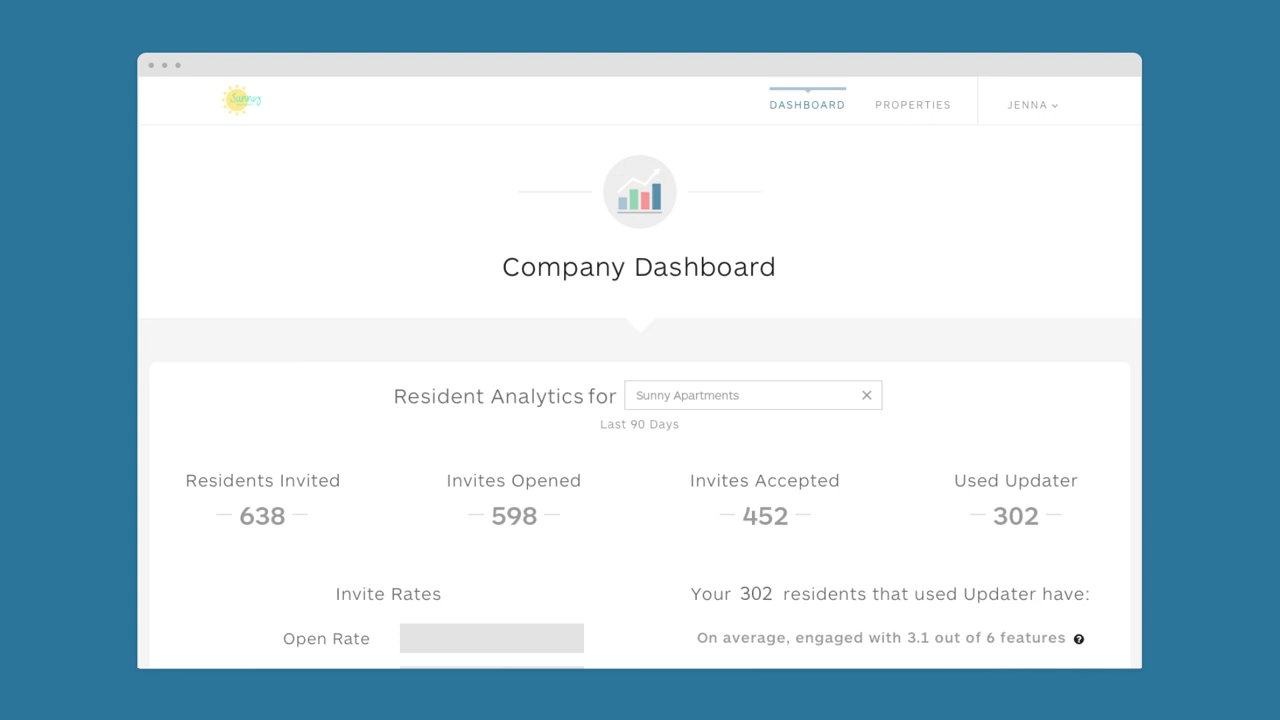 Sunny
DASHBOARD PROPERTIES JENNA
Company Dashboard
Resident Analytics for Sunny Apartments
Last 90 Days
Residents Invited Invites Opened Invites Accepted Used Updater
638 598 452 302
Invite Rates Your 302 residents that used Updater have:
Open Rate On average, engaged with 3.1 out of 6 features ?